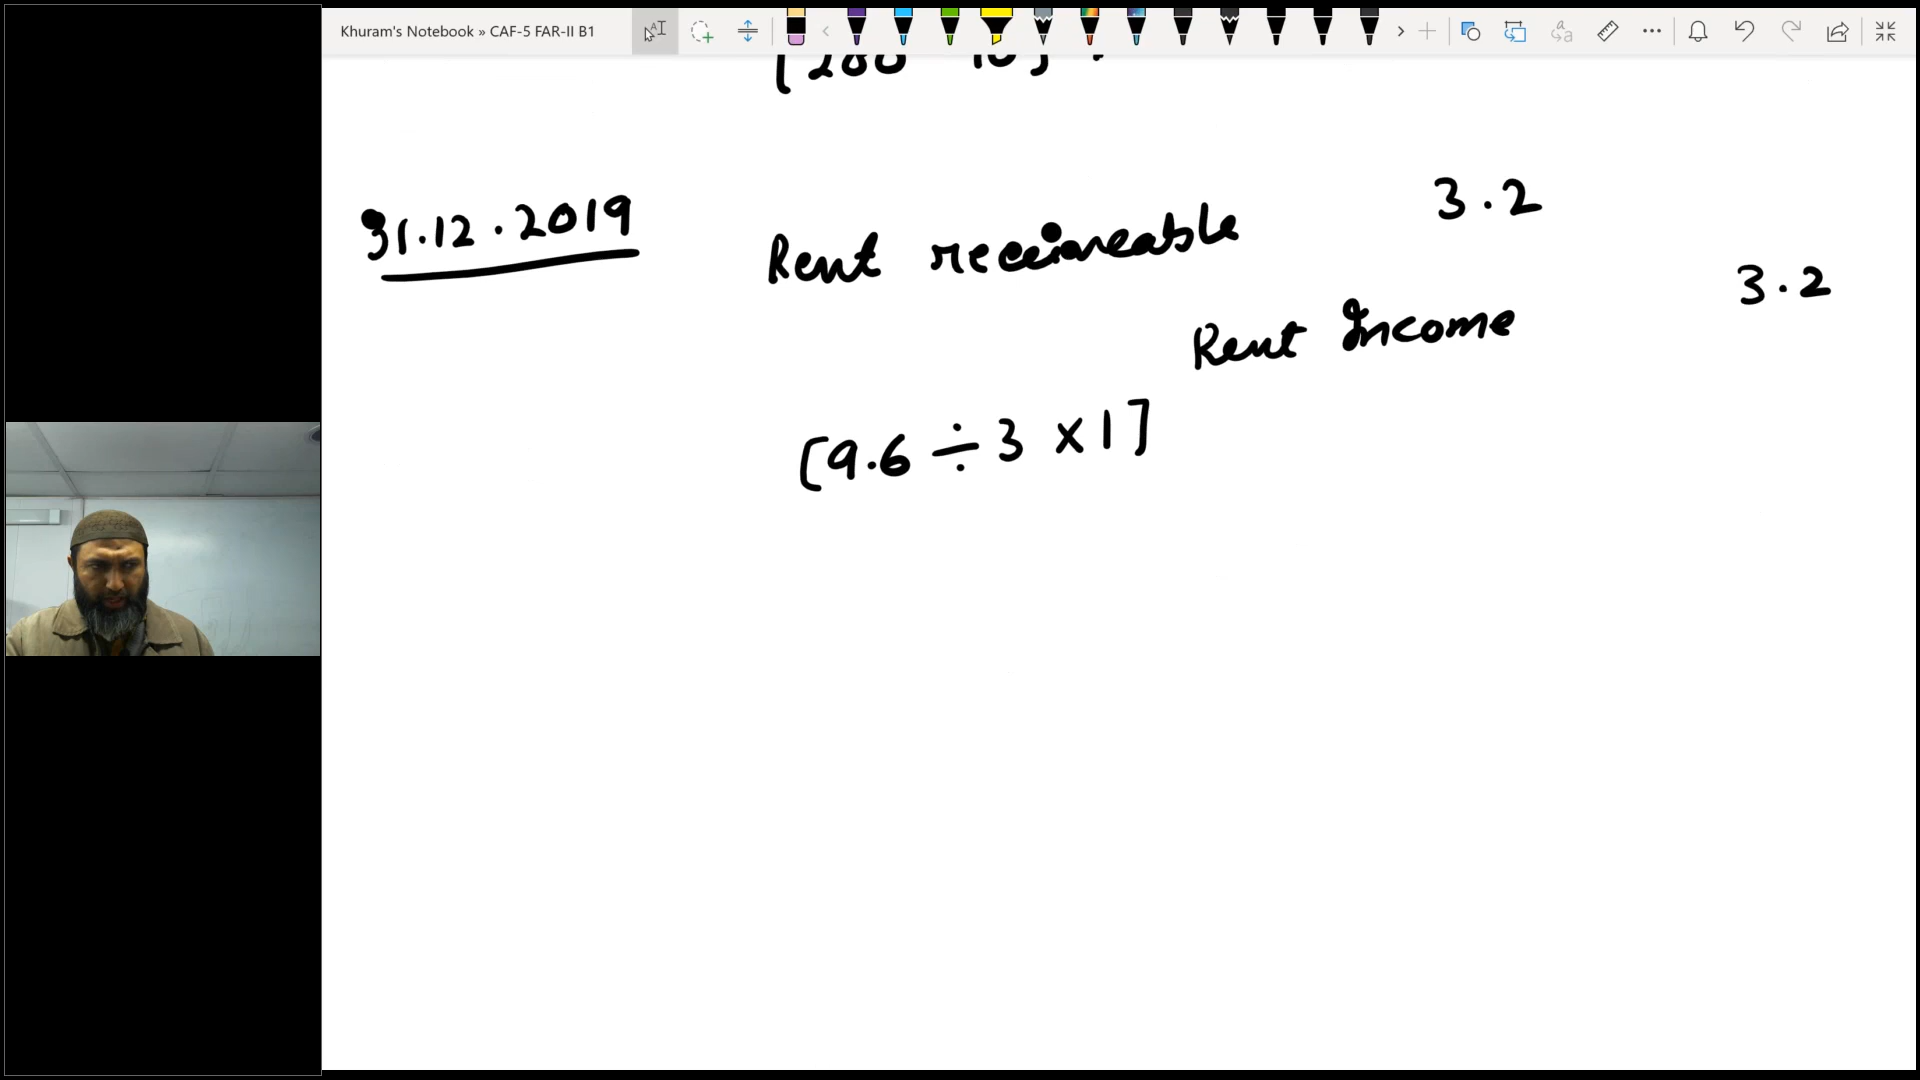 Khuram's Notebook » CAF-5 FAR-II B1
31.12.2019 Rent receiveable 3.2
Rent Income 3.2
[9.6 ÷ 3 × 1]